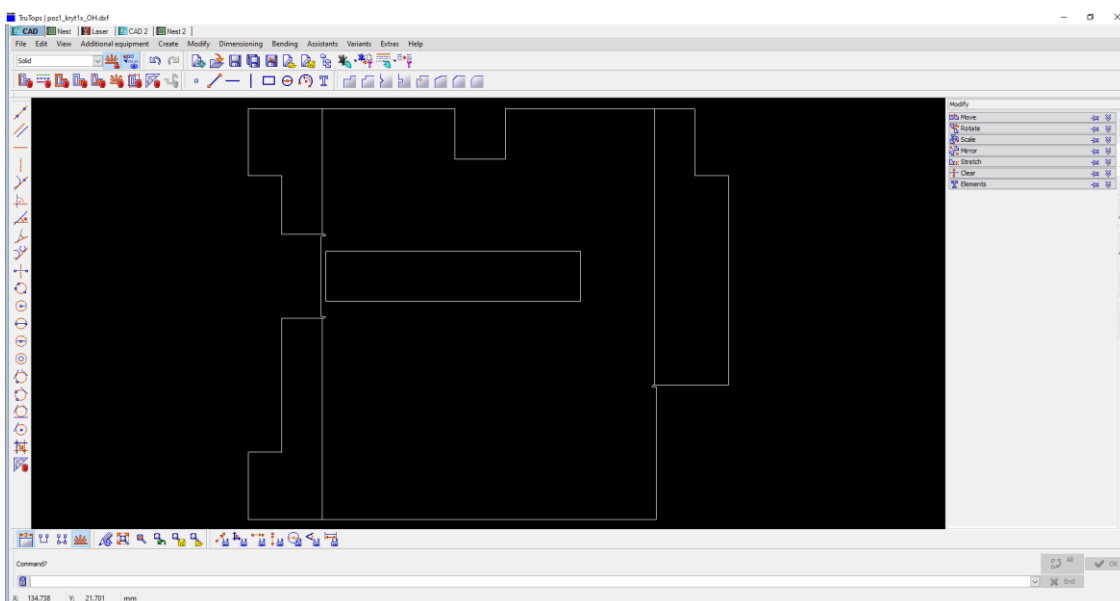 TruTops | poz1_kryt1x_OH.dxf
CAD Nest Laser CAD 2 Nest 2
File Edit View Additional equipment Create Modify Dimensioning Bending Assistants Variants Extras Help
Solid
Modify
Move
Rotate
Scale
Mirror
Stretch
Clear
Elements
Command?
All
OK
End
X: 134.738 Y: 21.701 mm